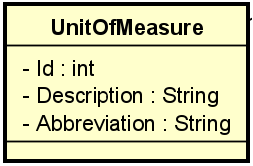 UnitOfMeasure
- Id : int
- Description : String
- Abbreviation : String